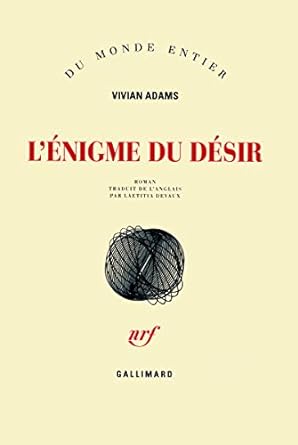 DU MONDE ENTIER
VIVIAN ADAMS
L'ÉNIGME DU DÉSIR
ROMAN
TRADUIT DE L'ANGLAIS
PAR LAETITIA DEVAUX
nrf
GALLIMARD